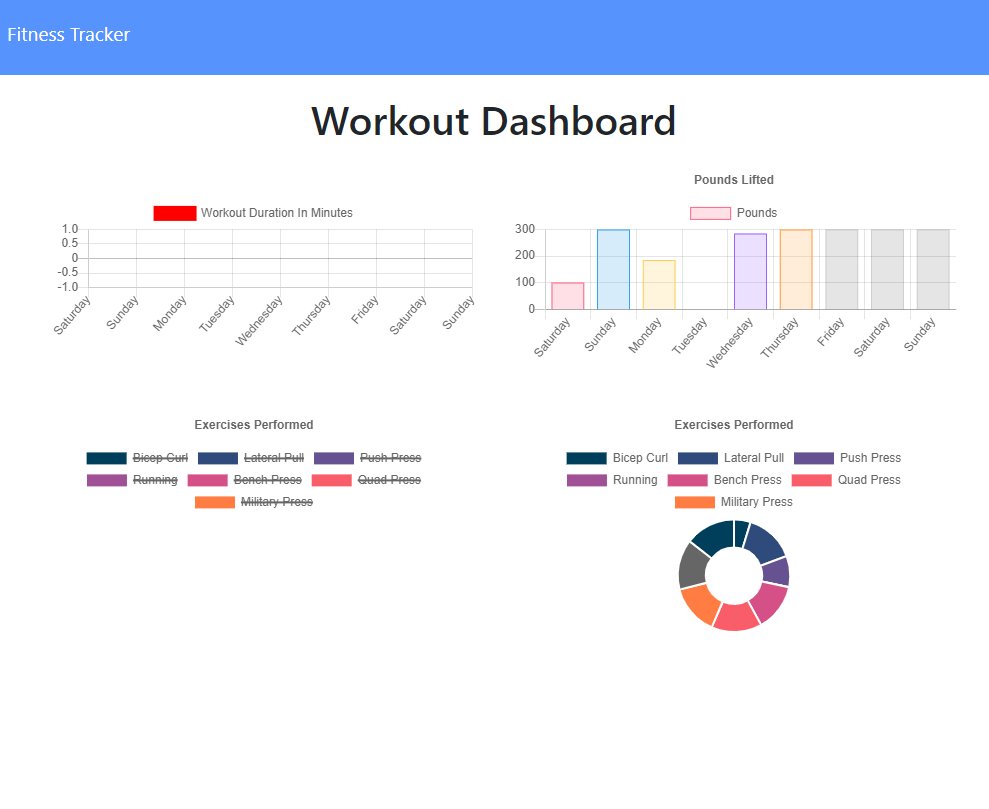 Fitness Tracker
Workout Dashboard
Workout Duration In Minutes
1.0
0.5
0
-0.5
-1.0
Saturday Sunday Monday Tuesday Wednesday Thursday Friday Saturday Sunday
Pounds Lifted
Pounds
300
200
100
0
Saturday Sunday Monday Tuesday Wednesday Thursday Friday Saturday Sunday
Exercises Performed
Bicep Curl Lateral Pull Push Press
Running Bench Press Quad Press
Military Press
Exercises Performed
Bicep Curl Lateral Pull Push Press
Running Bench Press Quad Press
Military Press